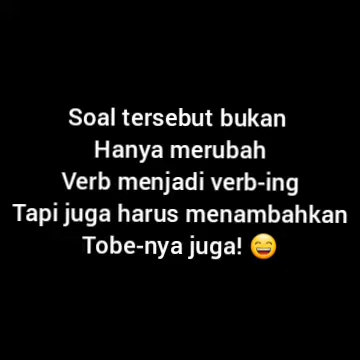 Soal tersebut bukan
Hanya merubah
Verb menjadi verb-ing
Tapi juga harus menambahkan
Tobe-nya juga! 😄